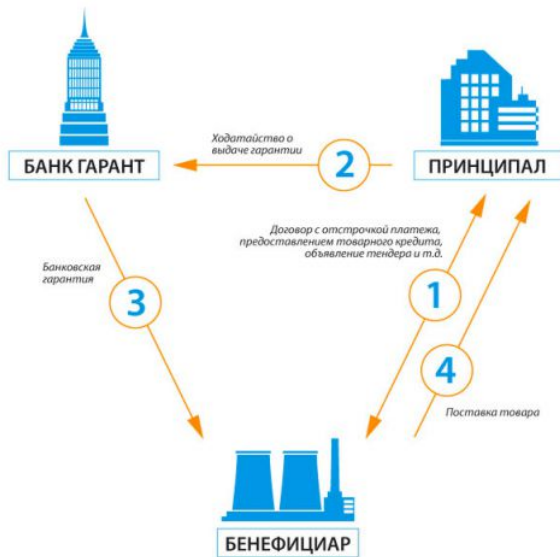 Ходатайство о
выдаче гарантии
2
БАНК ГАРАНТ
ПРИНЦИПАЛ
Договор с отстрочкой платежа,
предоставлением товарного кредита,
объявление тендера и т.д.
Банковская
гарантия
1
3
4
Поставка товара
БЕНЕФИЦИАР